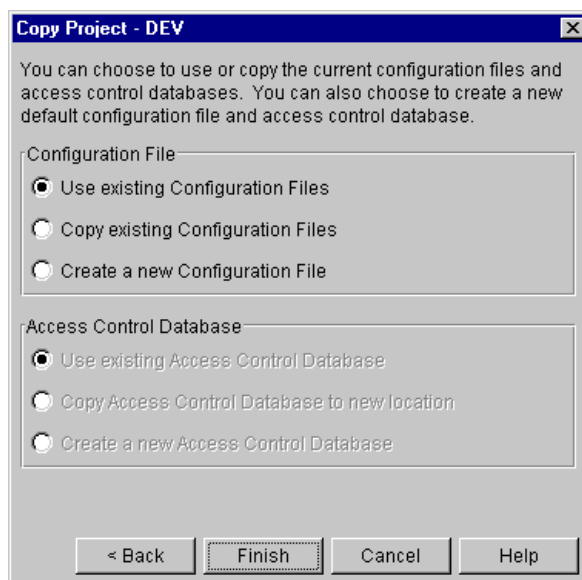 Copy Project - DEV
You can choose to use or copy the current configuration files and
access control databases. You can also choose to create a new
default configuration file and access control database.
Configuration File
Use existing Configuration Files
Copy existing Configuration Files
Create a new Configuration File
Access Control Database
Use existing Access Control Database
Copy Access Control Database to new location
Create a new Access Control Database
< Back
Finish
Cancel
Help